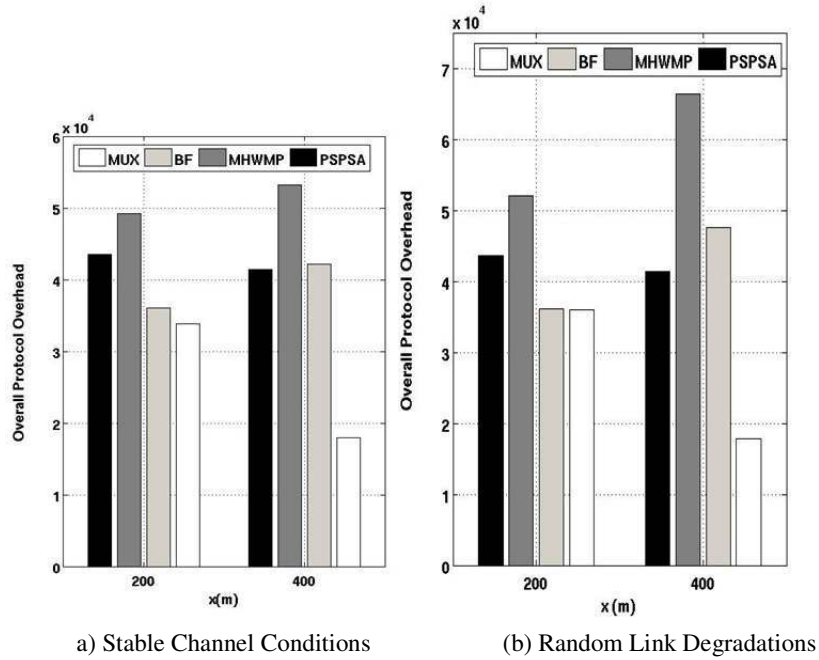 x 10^4
6
5
4
3
2
1
0
MUX BF MHWMP PSPSA
Overall Protocol Overhead
200 400
x(m)
a) Stable Channel Conditions
x 10^4
7
6
5
4
3
2
1
0
MUX BF MHWMP PSPSA
Overall Protocol Overhead
200 400
x (m)
(b) Random Link Degradations